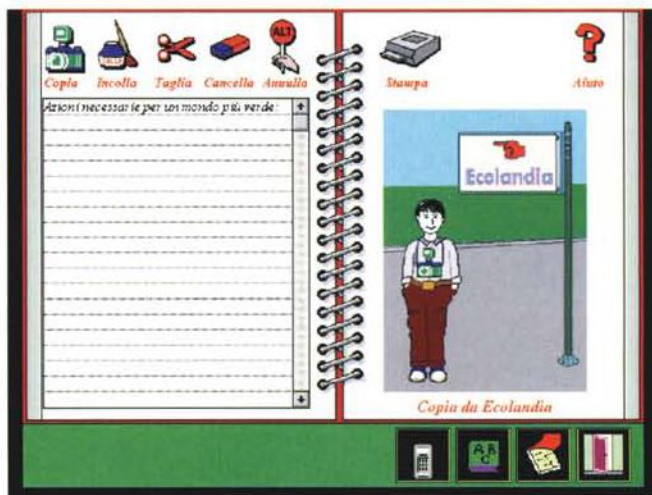 Copia Incolla Taglia Cancella Annulla
ALT
Stampa Aiuto
Azioni necessarie per un mondo più verde:
Ecolandia
Copia da Ecolandia
A B C